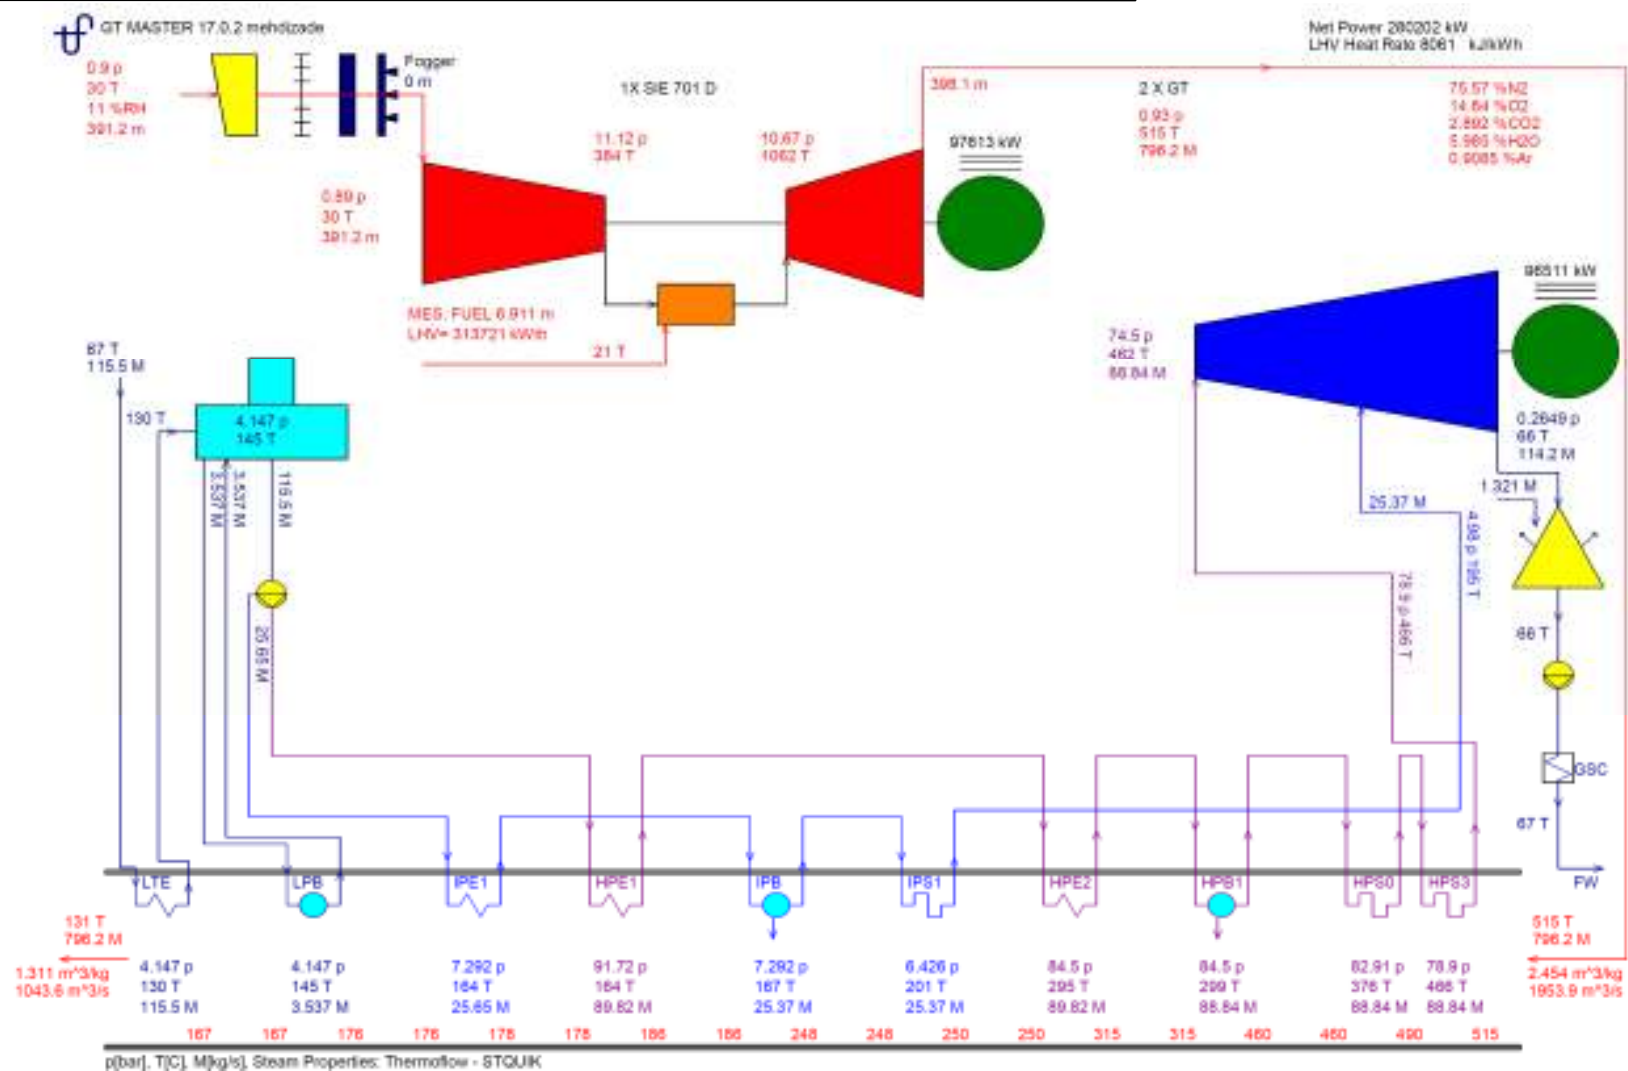 GT MASTER 17.0.2 mehdizade
Net Power 280202 kW
LHV Heat Rate 8061 kJ/kWh
0.9 p
30 T
11 %RH
391.2 m
Fogger
0 m
1X SIE 701 D
11.12 p
384 T
10.67 p
1062 T
398.1 m
97613 kW
2 X GT
0.93 p
515 T
796.2 M
75.57 %N2
14.64 %O2
2.892 %CO2
5.985 %H2O
0.9085 %Ar
0.89 p
30 T
391.2 m
MES. FUEL 6.911 m
LHV= 313721 kWth
21 T
96511 kW
74.5 p
462 T
88.84 M
0.2649 p
66 T
114.2 M
67 T
115.5 M
130 T
4.147 p
145 T
3.537 M
3.537 M
115.5 M
25.65 M
25.37 M
1.321 M
4.98 p 195 T
78.9 p 466 T
66 T
GSC
67 T
FW
LTE
LPB
IPE1
HPE1
IPB
IPS1
HPE2
HPB1
HPS0
HPS3
131 T
796.2 M
1.311 m^3/kg
1043.6 m^3/s
515 T
796.2 M
2.454 m^3/kg
1953.9 m^3/s
4.147 p 4.147 p 7.292 p 91.72 p 7.292 p 6.426 p 84.5 p 84.5 p 82.91 p 78.9 p
130 T 145 T 164 T 164 T 167 T 201 T 295 T 299 T 376 T 466 T
115.5 M 3.537 M 25.65 M 89.82 M 25.37 M 25.37 M 89.82 M 88.84 M 88.84 M 88.84 M
167 167 176 176 178 178 186 186 248 248 250 250 315 315 460 460 490 515
p[bar], T[C], M[kg/s], Steam Properties: Thermoflow - STQUIK